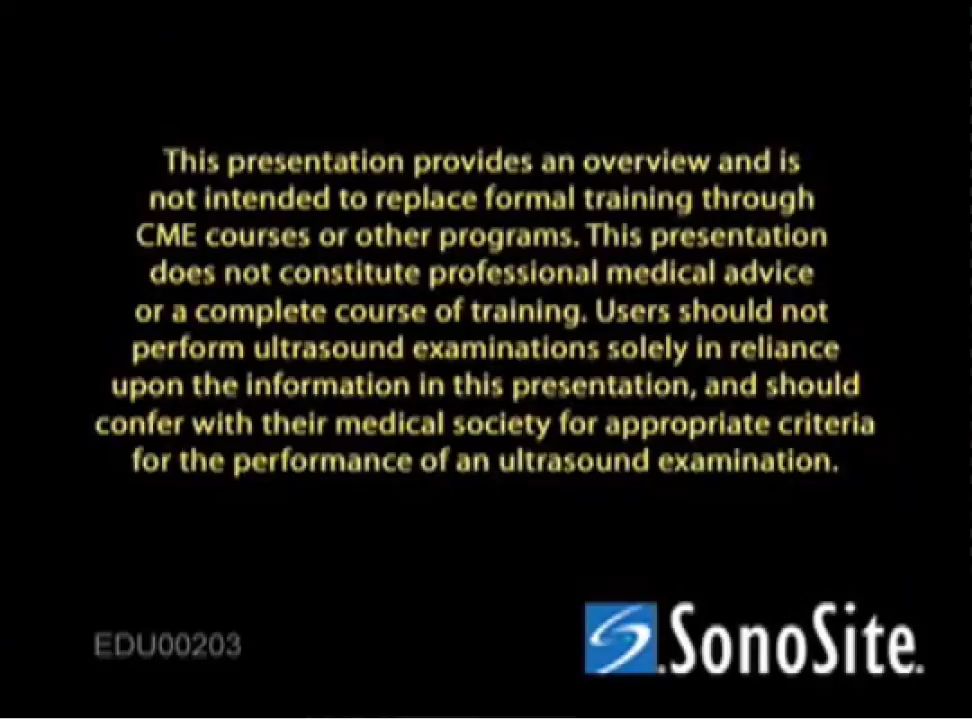 This presentation provides an overview and is
not intended to replace formal training through
CME courses or other programs. This presentation
does not constitute professional medical advice
or a complete course of training. Users should not
perform ultrasound examinations solely in reliance
upon the information in this presentation, and should
confer with their medical society for appropriate criteria
for the performance of an ultrasound examination.
EDU00203
SonoSite.